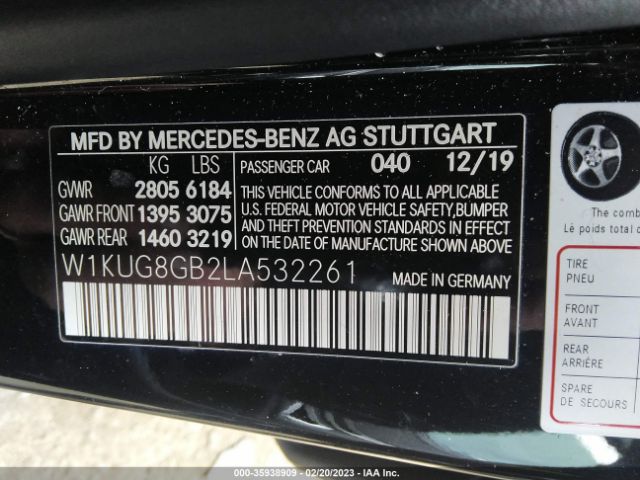 MFD BY MERCEDES-BENZ AG STUTTGART
KG LBS PASSENGER CAR 040 12/19
GVWR 2805 6184
GAWR FRONT 1395 3075
GAWR REAR 1460 3219
THIS VEHICLE CONFORMS TO ALL APPLICABLE
U.S. FEDERAL MOTOR VEHICLE SAFETY,BUMPER
AND THEFT PREVENTION STANDARDS IN EFFECT
ON THE DATE OF MANUFACTURE SHOWN ABOVE.
W1KUG8GB2LA532261
The comb
Le poids total
TIRE
PNEU
FRONT
AVANT
REAR
ARRIÈRE
SPARE
DE SECOURS
000-35938909 - 02/20/2023 - IAA Inc.